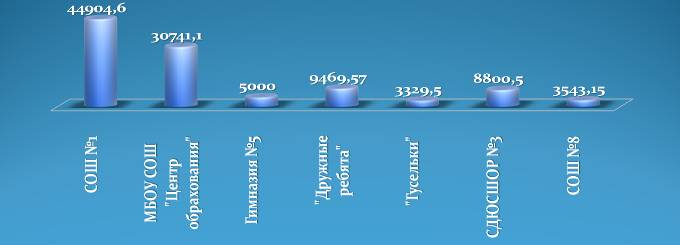 44904,6
30741,1
5000
9469,57
3329,5
8800,5
3543,15
СОШ №1
МБОУ СОШ
"Центр
обрахования"
Гимназия №5
"Дружные
ребята"
"Гусельки"
СДЮСШОР №3
СОШ №8